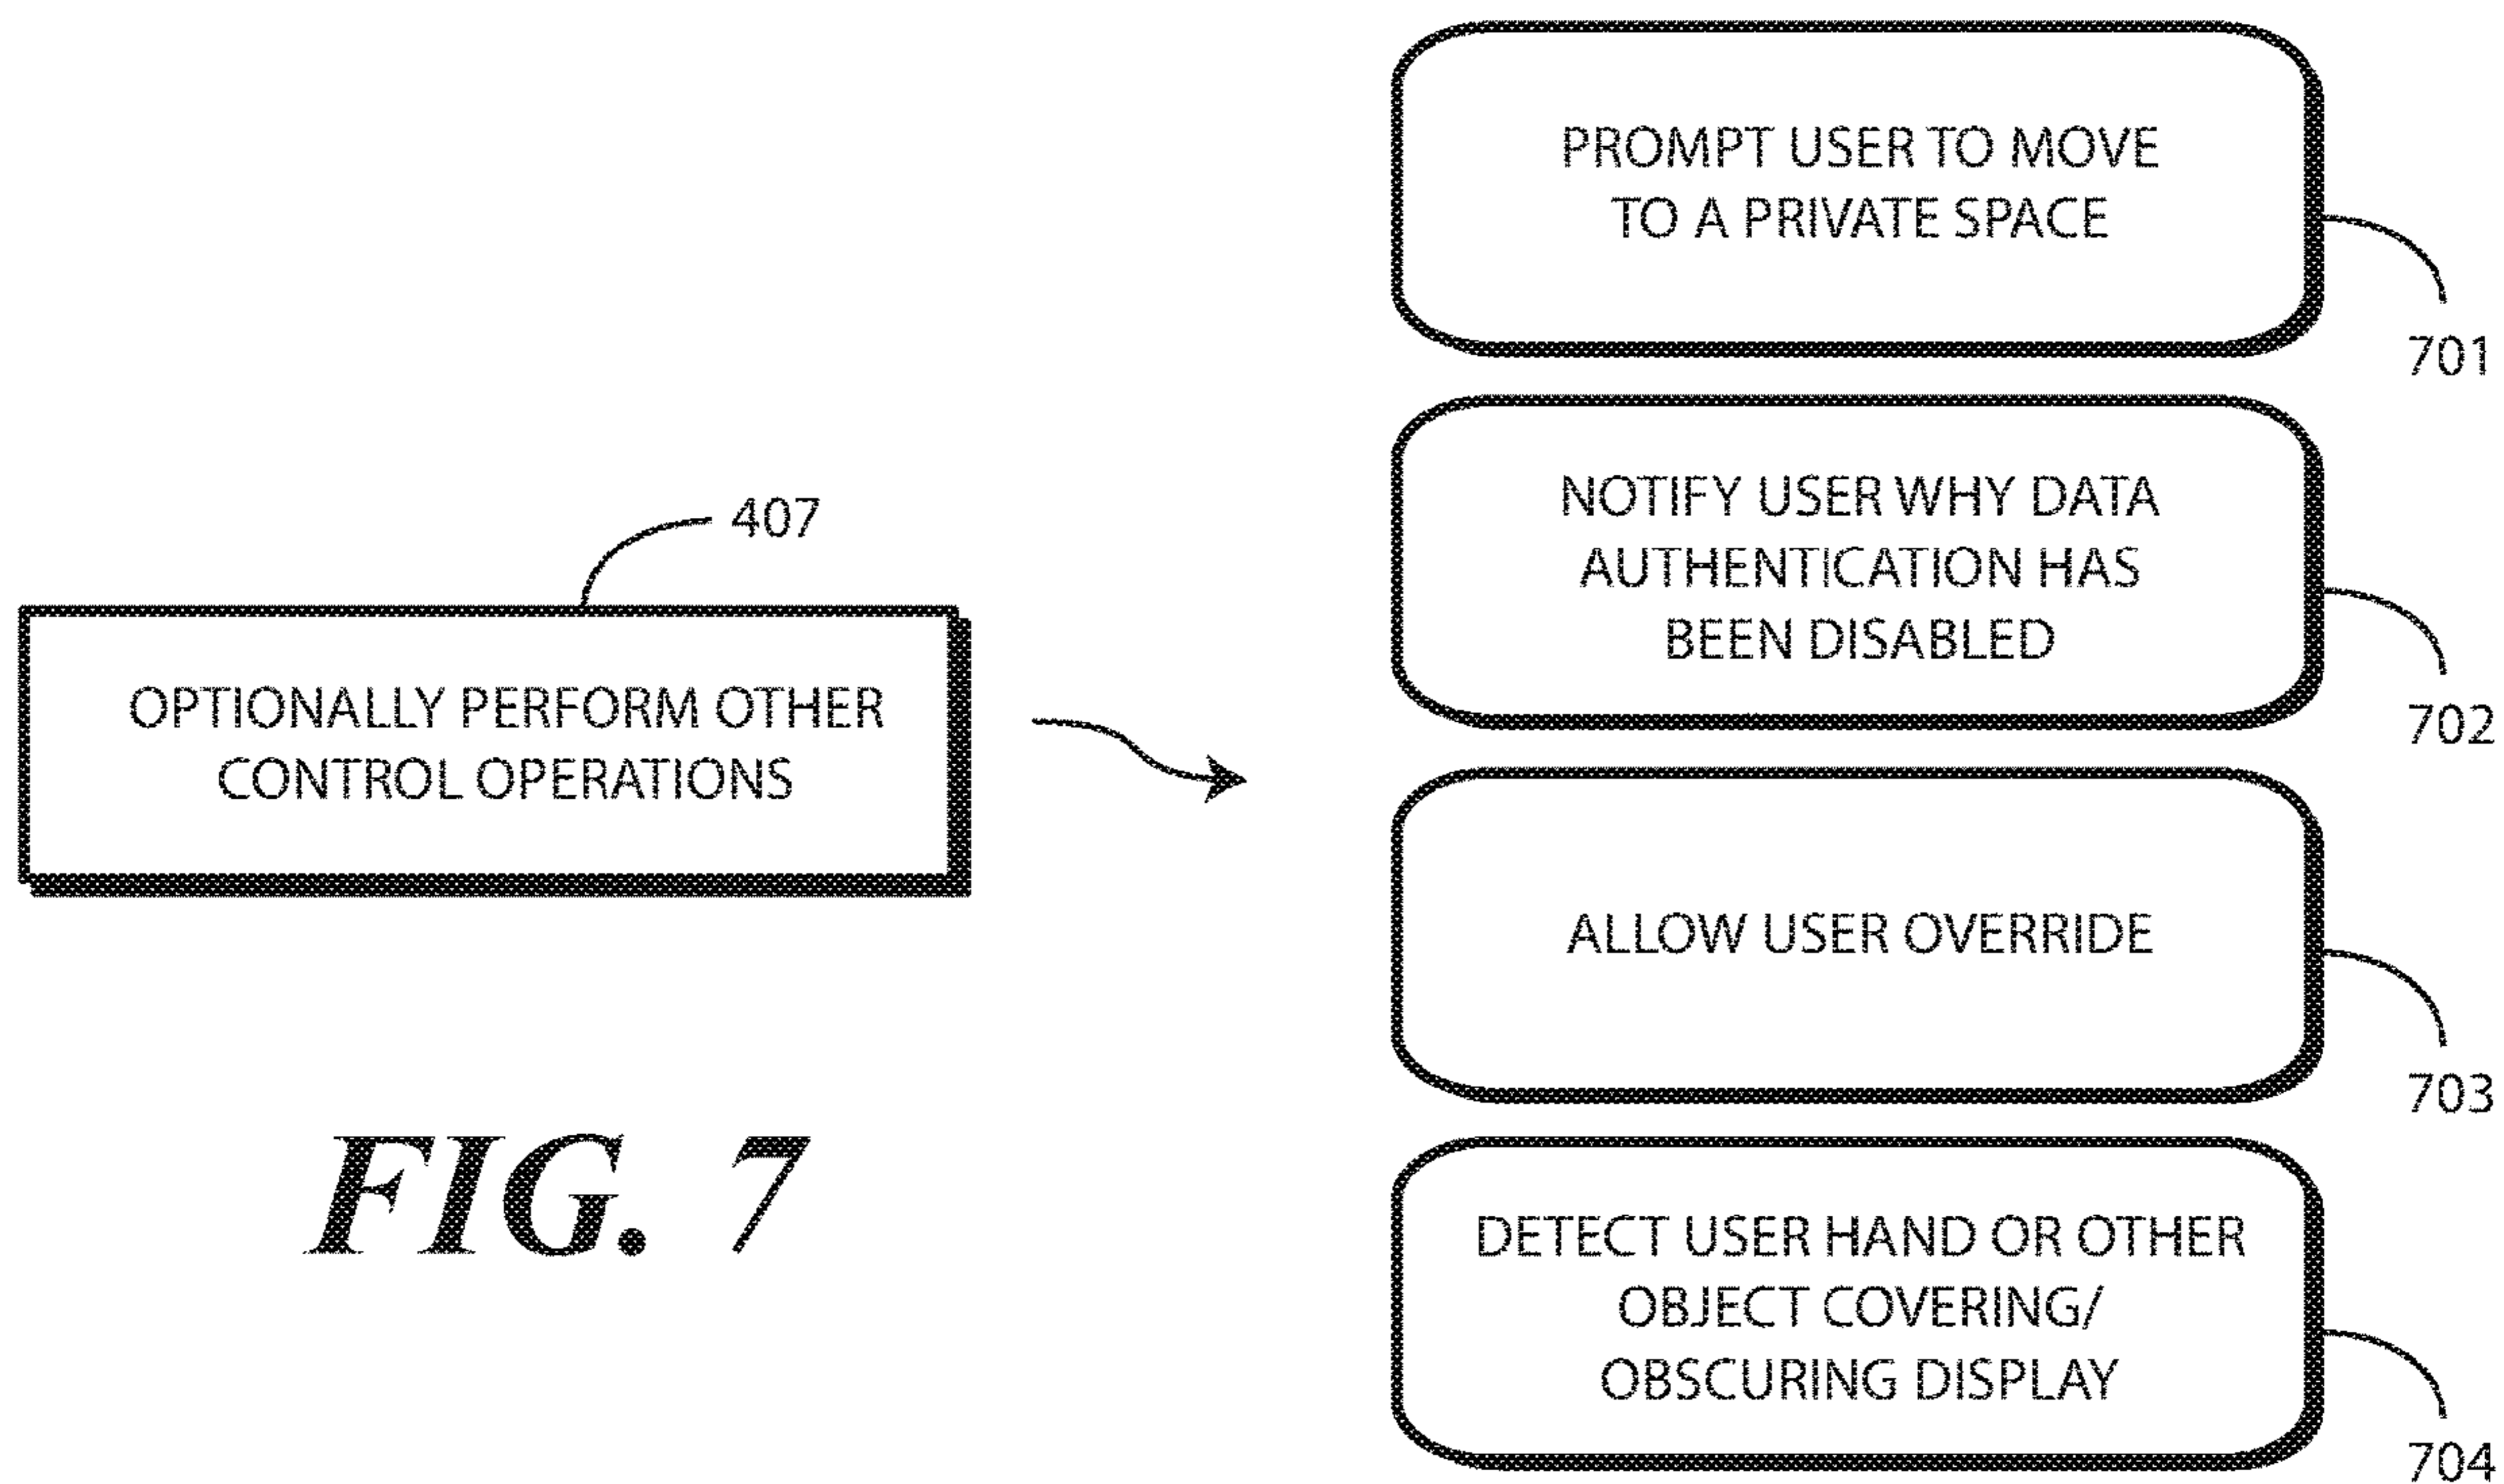 PROMPT USER TO MOVE
TO A PRIVATE SPACE
701
NOTIFY USER WHY DATA
AUTHENTICATION HAS
BEEN DISABLED
702
407
OPTIONALLY PERFORM OTHER
CONTROL OPERATIONS
ALLOW USER OVERRIDE
703
DETECT USER HAND OR OTHER
OBJECT COVERING/
OBSCURING DISPLAY
704
FIG. 7